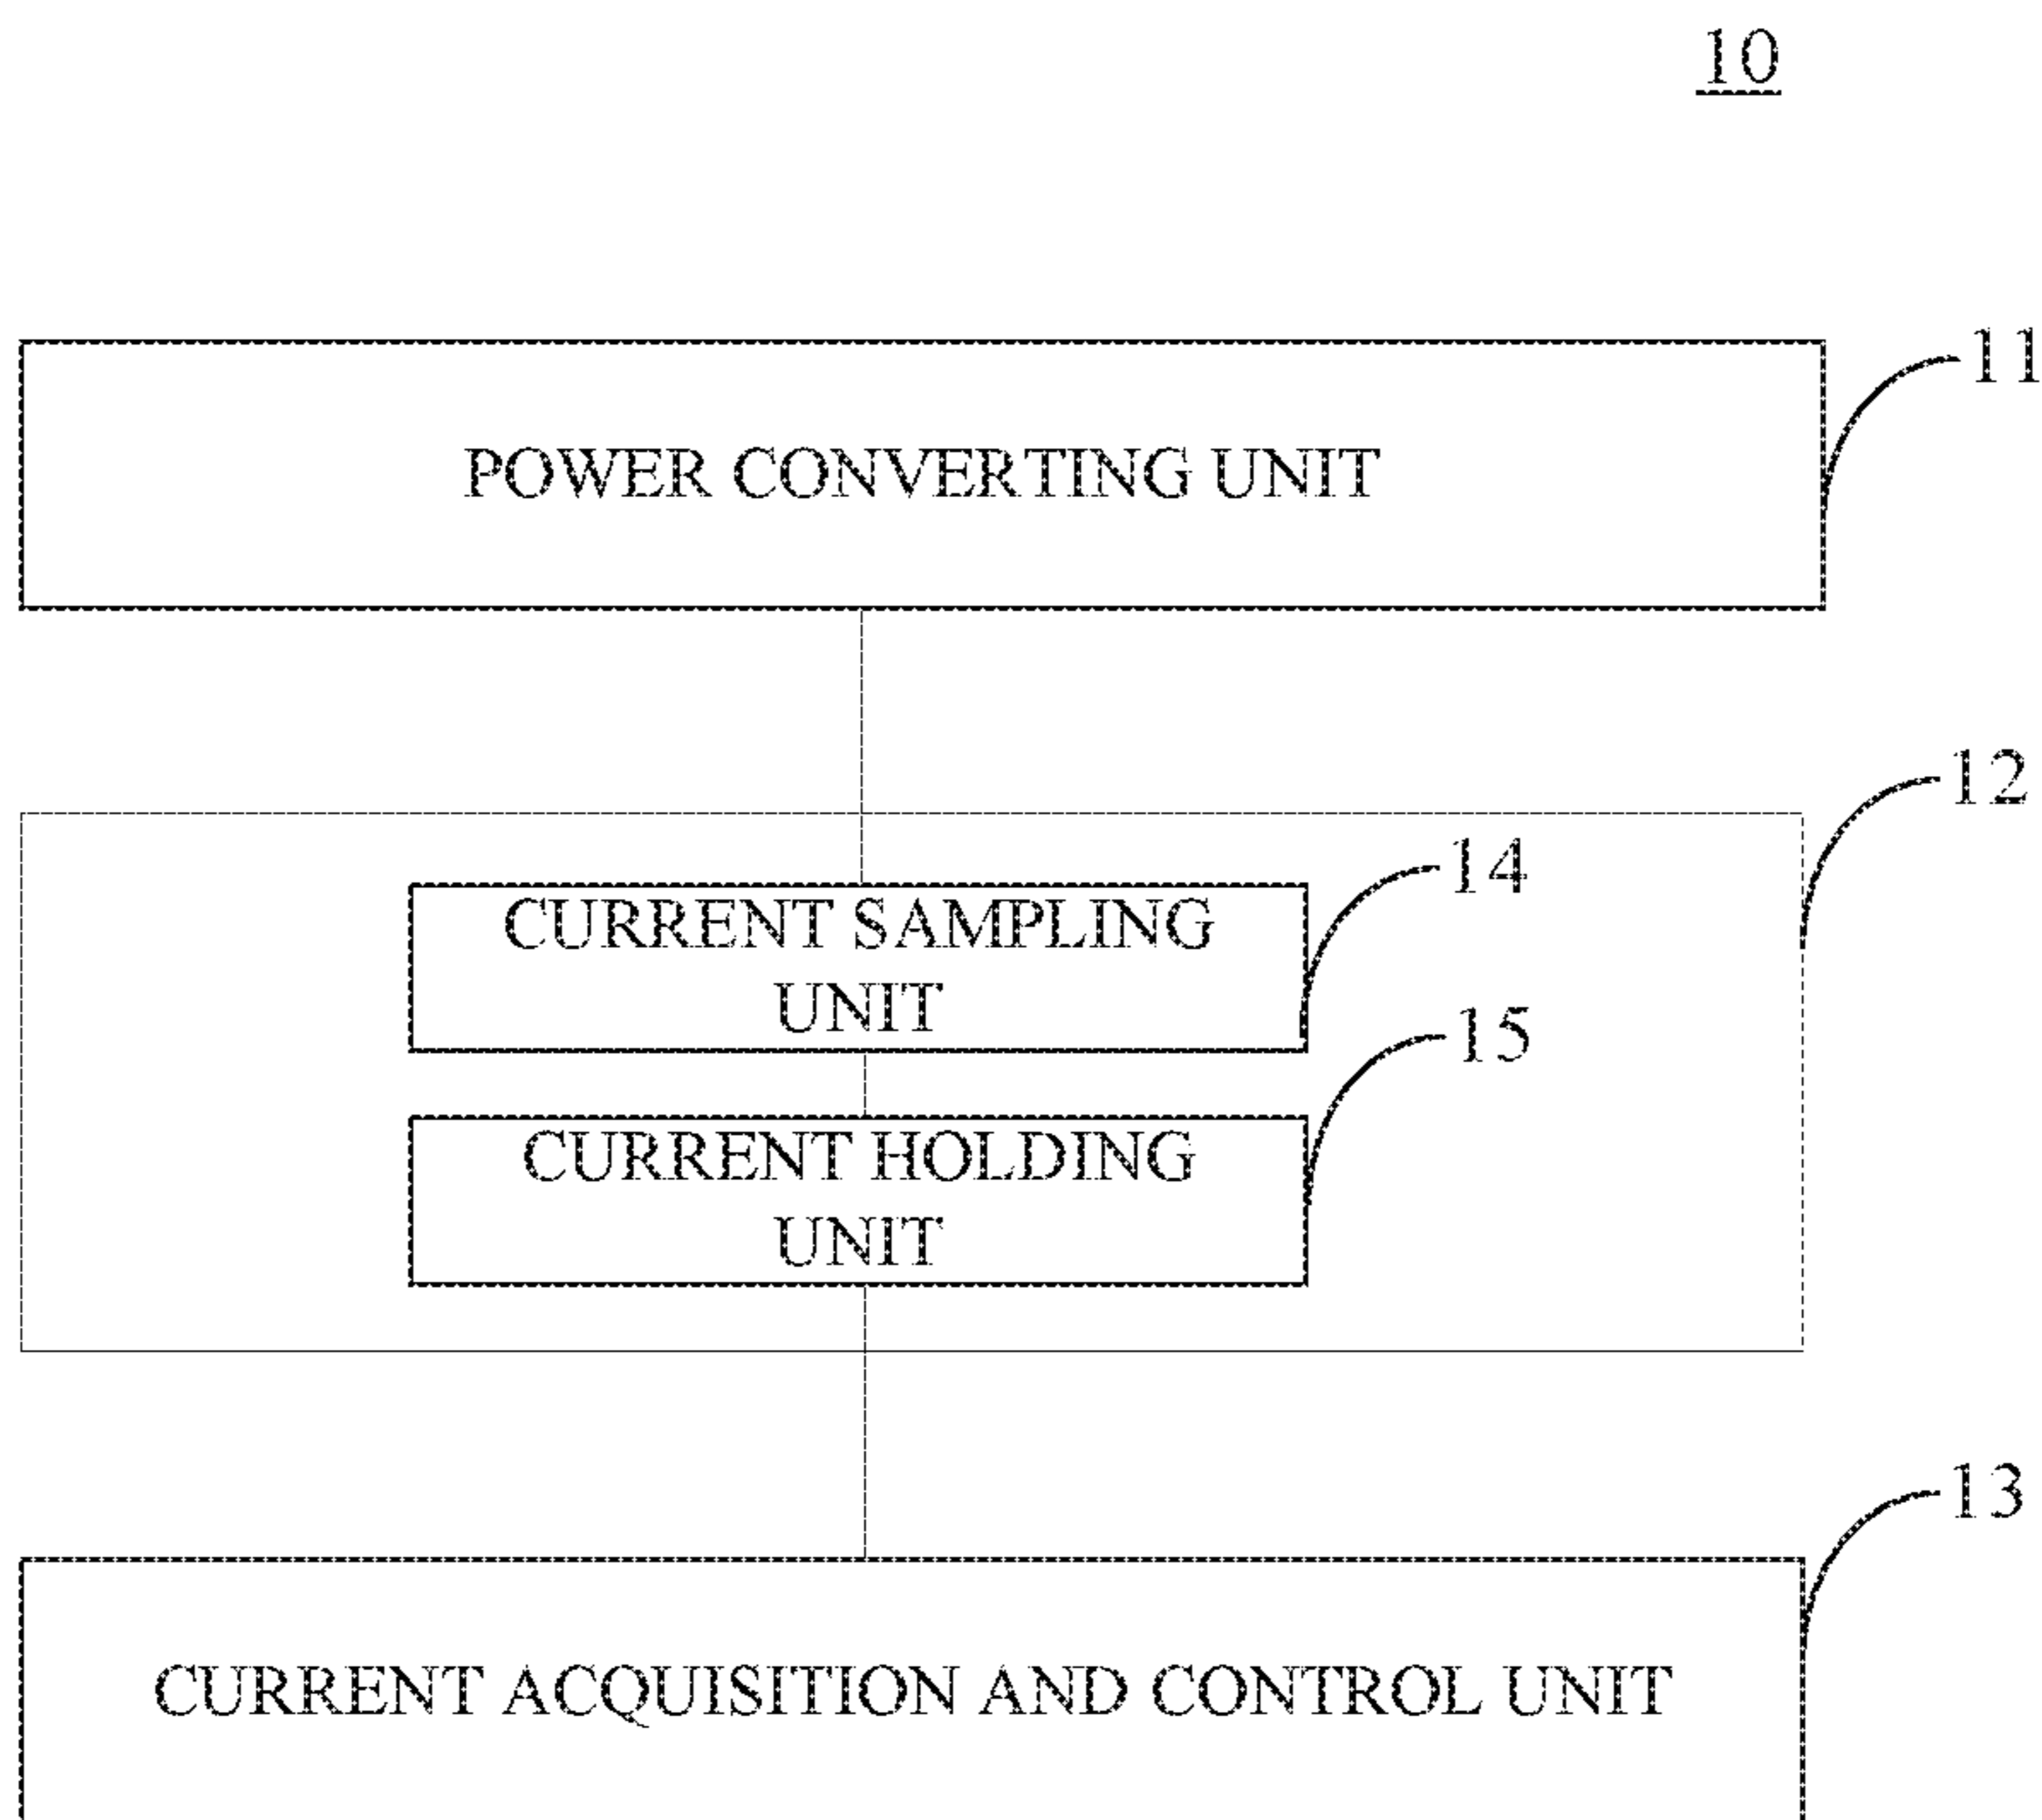 10
11
POWER CONVERTING UNIT
12
14
CURRENT SAMPLING
UNIT
15
CURRENT HOLDING
UNIT
13
CURRENT ACQUISITION AND CONTROL UNIT